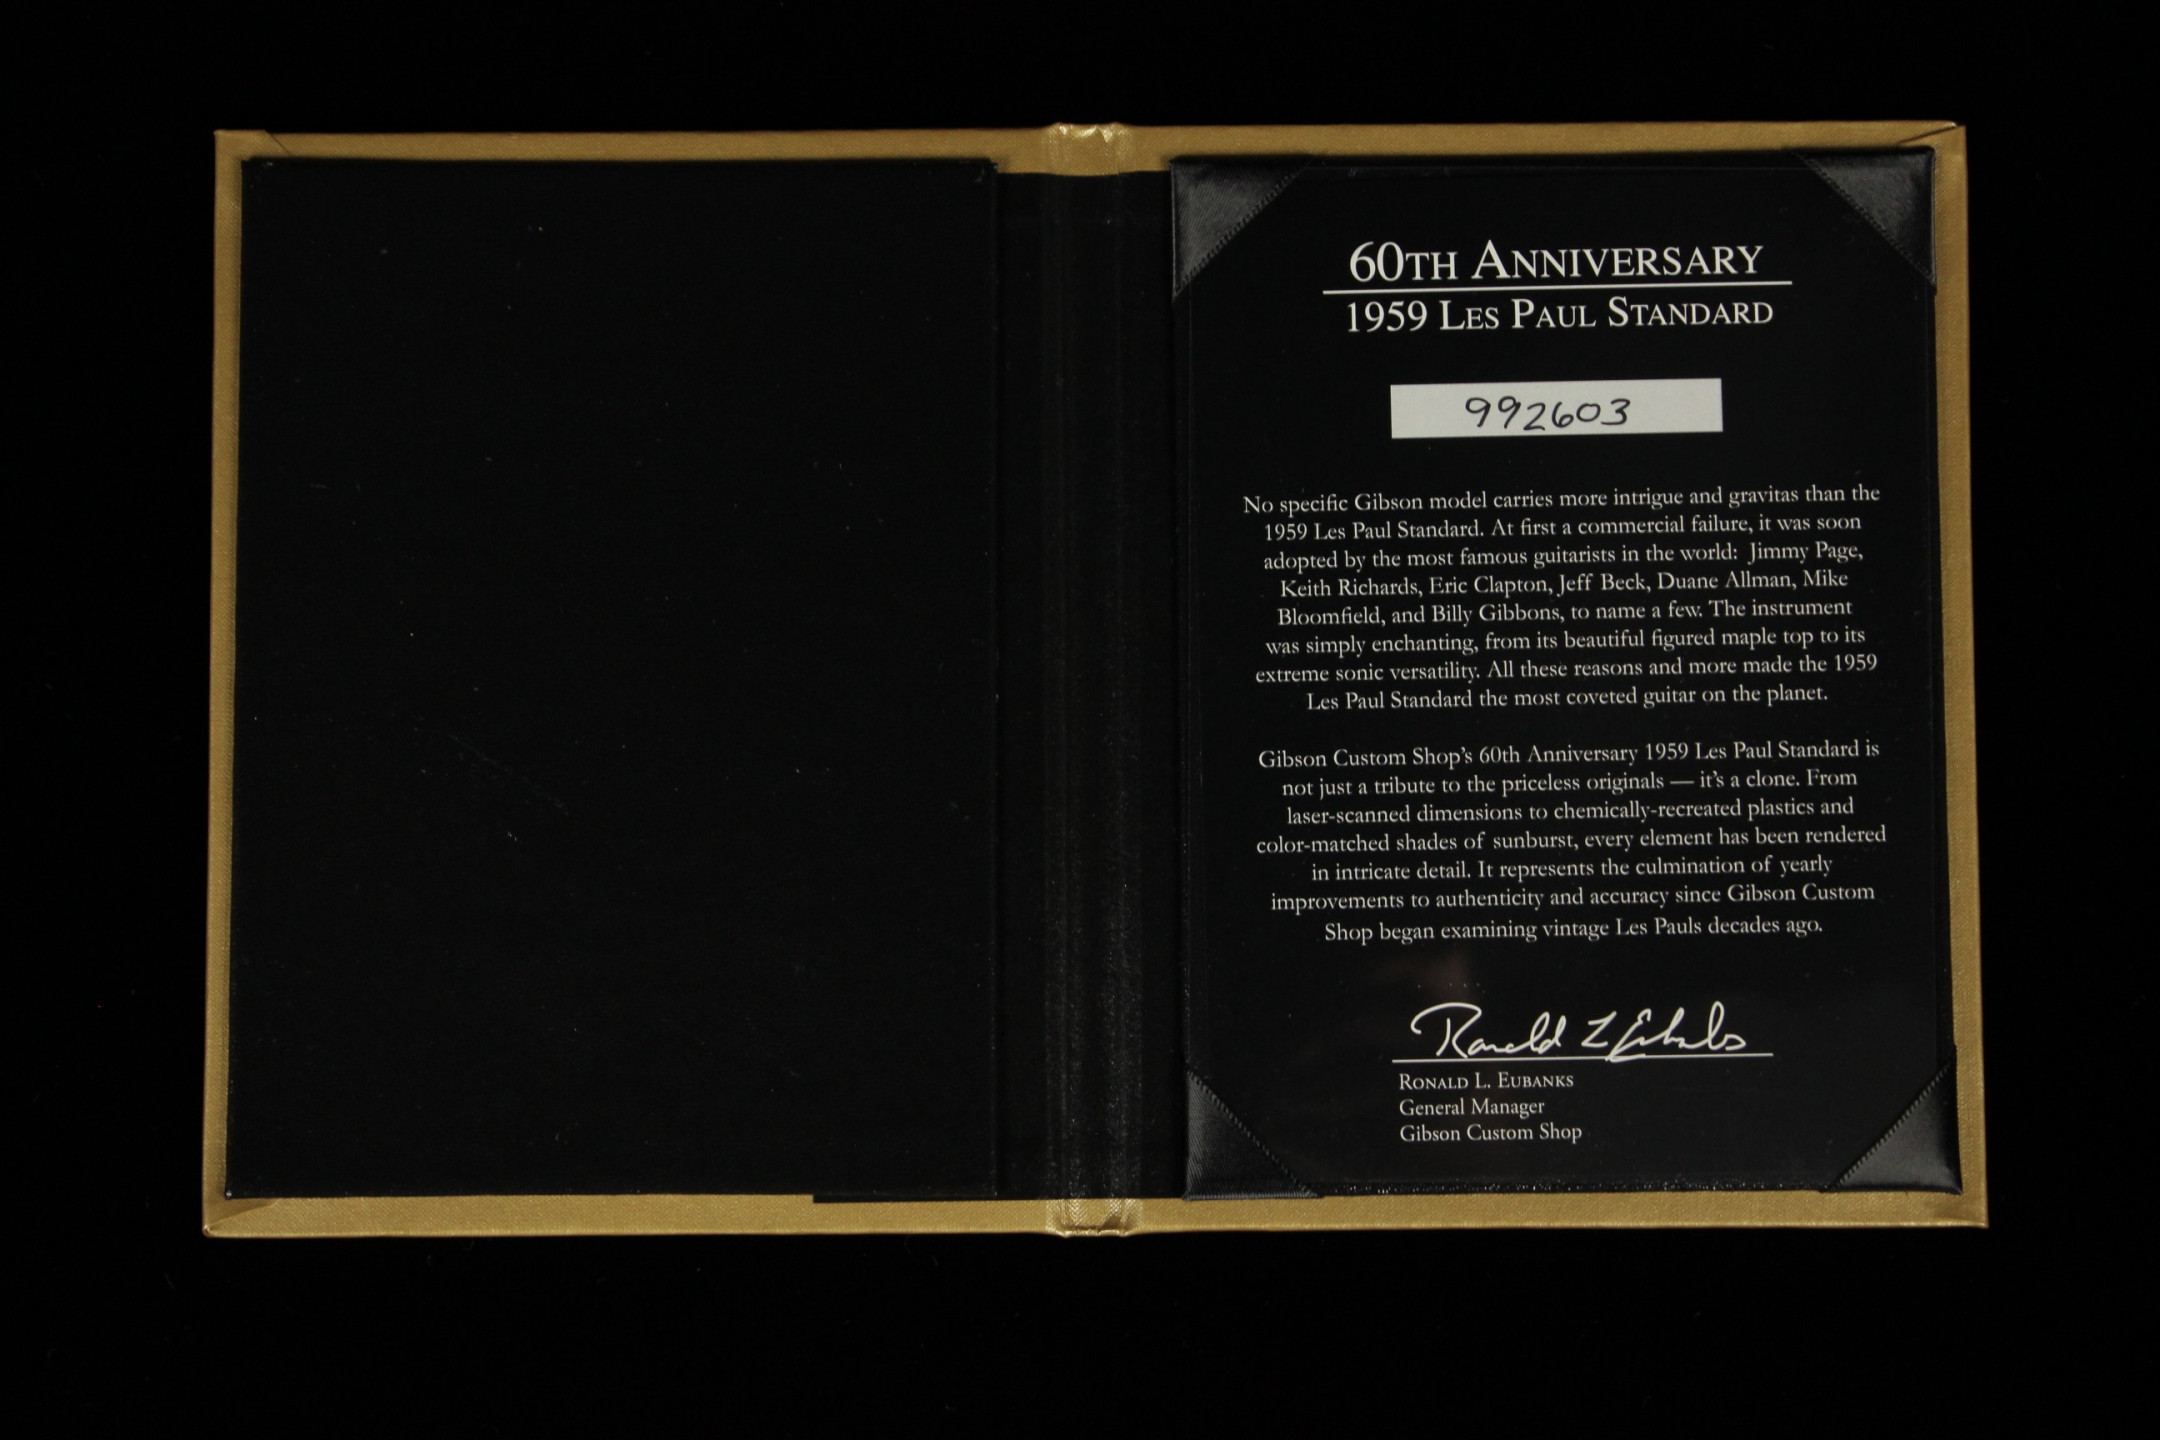 60TH ANNIVERSARY
1959 LES PAUL STANDARD
992603
No specific Gibson model carries more intrigue and gravitas than the
1959 Les Paul Standard. At first a commercial failure, it was soon
adopted by the most famous guitarists in the world: Jimmy Page,
Keith Richards, Eric Clapton, Jeff Beck, Duane Allman, Mike
Bloomfield, and Billy Gibbons, to name a few. The instrument
was simply enchanting, from its beautiful figured maple top to its
extreme sonic versatility. All these reasons and more made the 1959
Les Paul Standard the most coveted guitar on the planet.
Gibson Custom Shop's 60th Anniversary 1959 Les Paul Standard is
not just a tribute to the priceless originals — it's a clone. From
laser-scanned dimensions to chemically-recreated plastics and
color-matched shades of sunburst, every element has been rendered
in intricate detail. It represents the culmination of yearly
improvements to authenticity and accuracy since Gibson Custom
Shop began examining vintage Les Pauls decades ago.
Ronald L Eubanks
RONALD L. EUBANKS
General Manager
Gibson Custom Shop